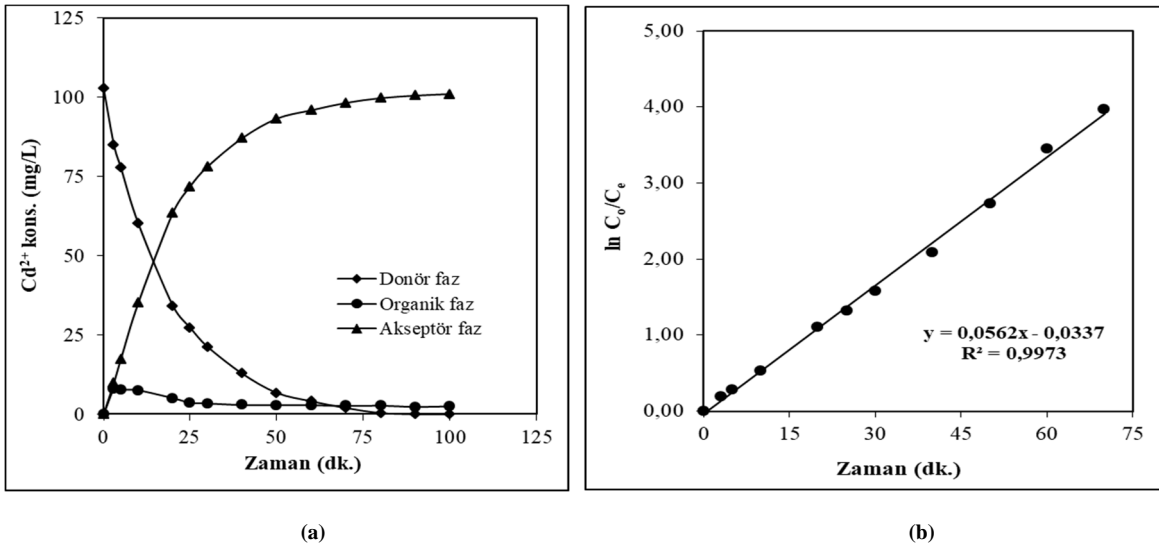 125
100
75
50
25
0
Cd²⁺ kons. (mg/L)
Donör faz
Organik faz
Akseptör faz
0 25 50 75 100 125
Zaman (dk.)
(a)
5,00
4,00
3,00
2,00
1,00
0,00
ln Cₒ/Cₑ
y = 0,0562x - 0,0337
R² = 0,9973
0 15 30 45 60 75
Zaman (dk.)
(b)